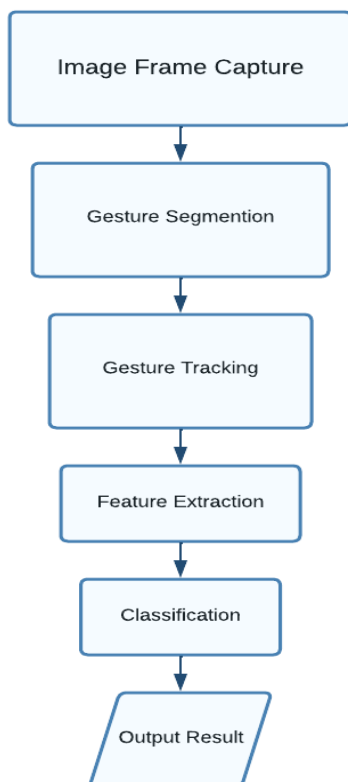 Image Frame Capture
Gesture Segmention
Gesture Tracking
Feature Extraction
Classification
Output Result